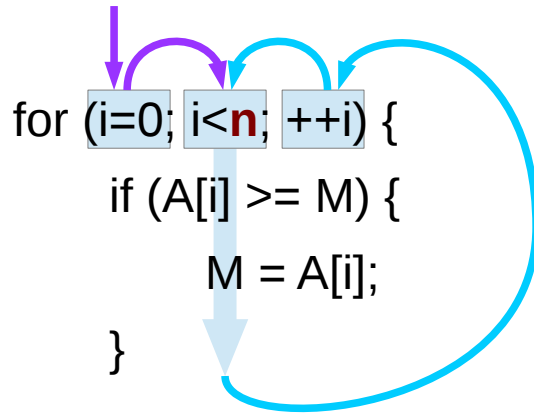 for (i=0; i<n; ++i) {
if (A[i] >= M) {
M = A[i];
}